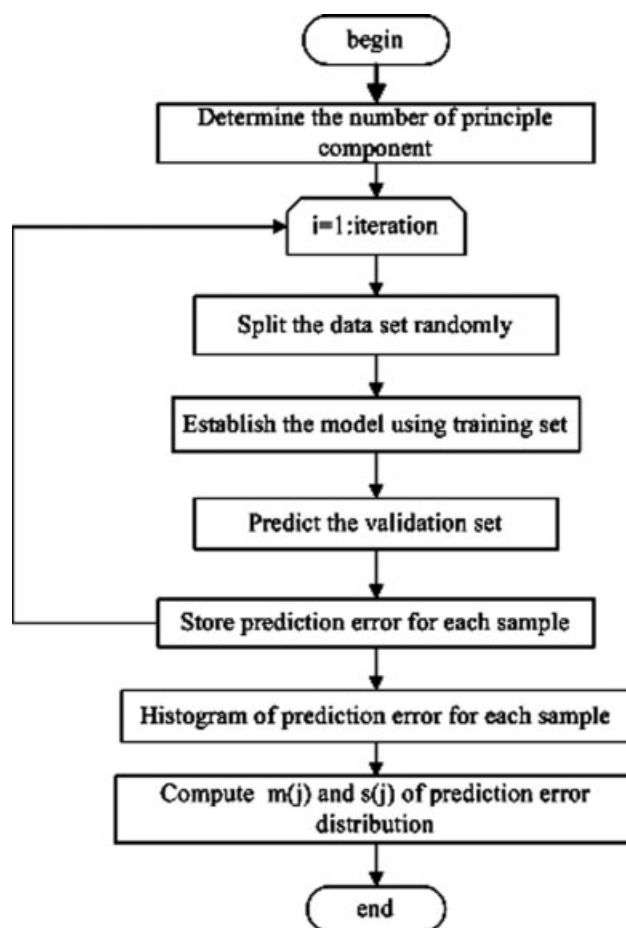 begin
Determine the number of principle
component
i=1:iteration
Split the data set randomly
Establish the model using training set
Predict the validation set
Store prediction error for each sample
Histogram of prediction error for each sample
Compute m(j) and s(j) of prediction error
distribution
end